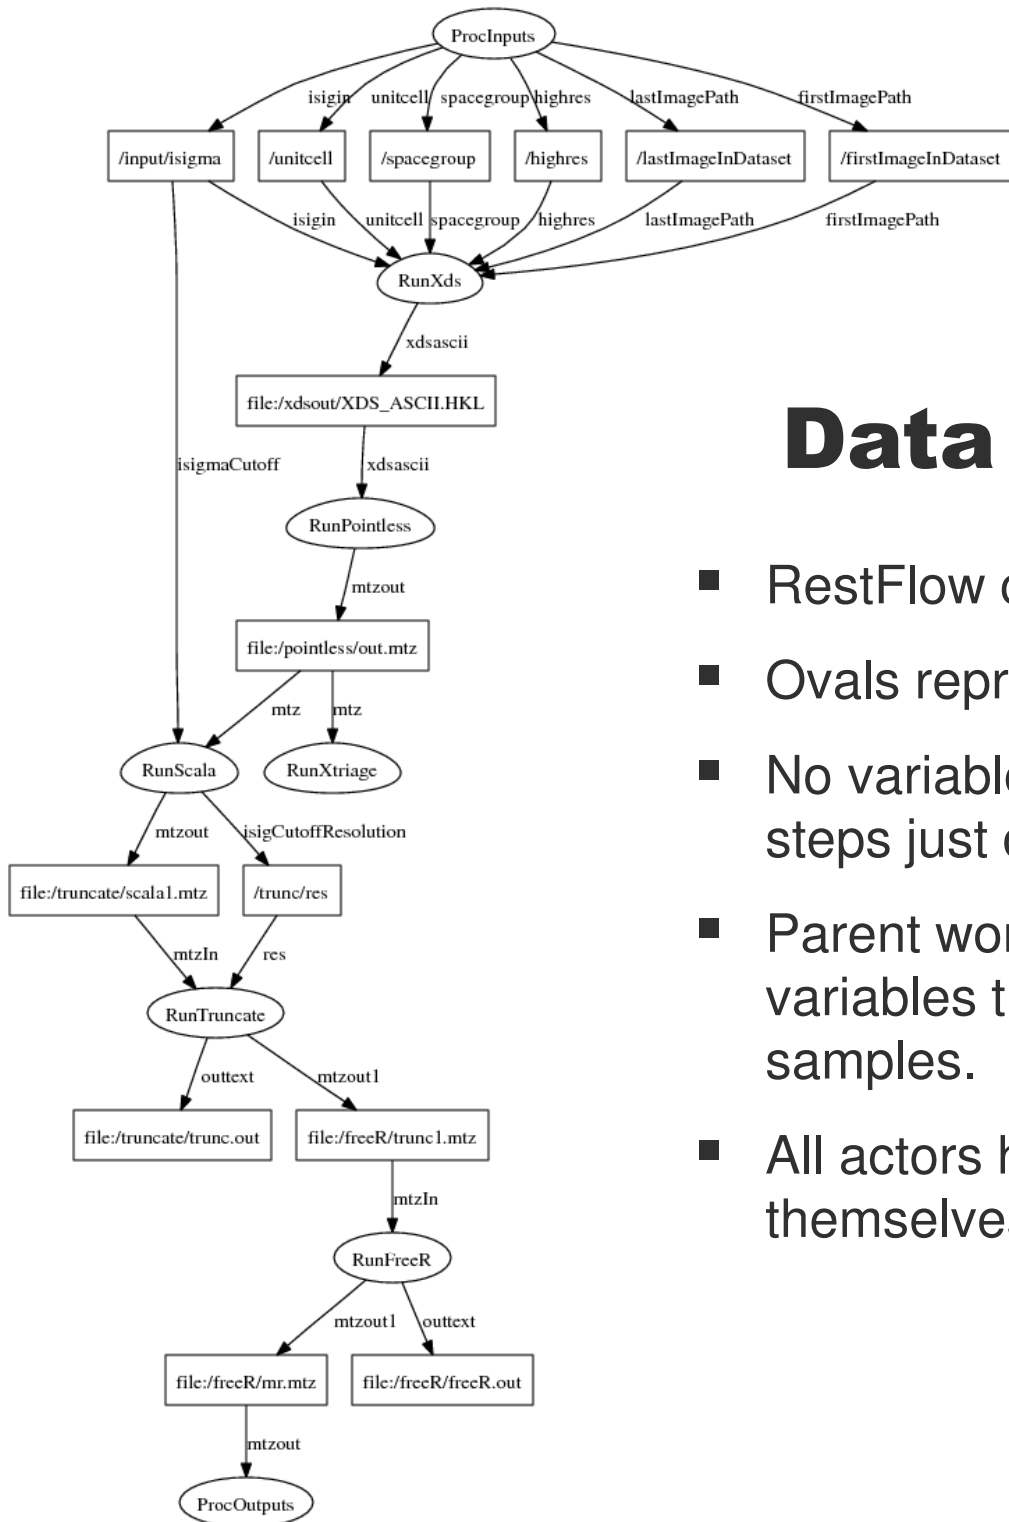 ProcInputs
isigin unitcell spacegroup highres lastImagePath firstImagePath
/input/isigma /unitcell /spacegroup /highres /lastImageInDataset /firstImageInDataset
isigin unitcell spacegroup highres lastImagePath firstImagePath
RunXds
xdsascii
file:/xdsout/XDS_ASCII.HKL
isigmaCutoff xdsascii
RunPointless
mtzout
file:/pointless/out.mtz
mtz mtz
RunScala RunXtriage
mtzout isigCutoffResolution
file:/truncate/scala1.mtz /trunc/res
mtzIn res
RunTruncate
outtext mtzout1
file:/truncate/trunc.out file:/freeR/trunc1.mtz
mtzIn
RunFreeR
mtzout1 outtext
file:/freeR/mr.mtz file:/freeR/freeR.out
mtzout
ProcOutputs
Data
RestFlow
Ovals repr
No variable
steps just
Parent wor
variables t
samples.
All actors h
themselves